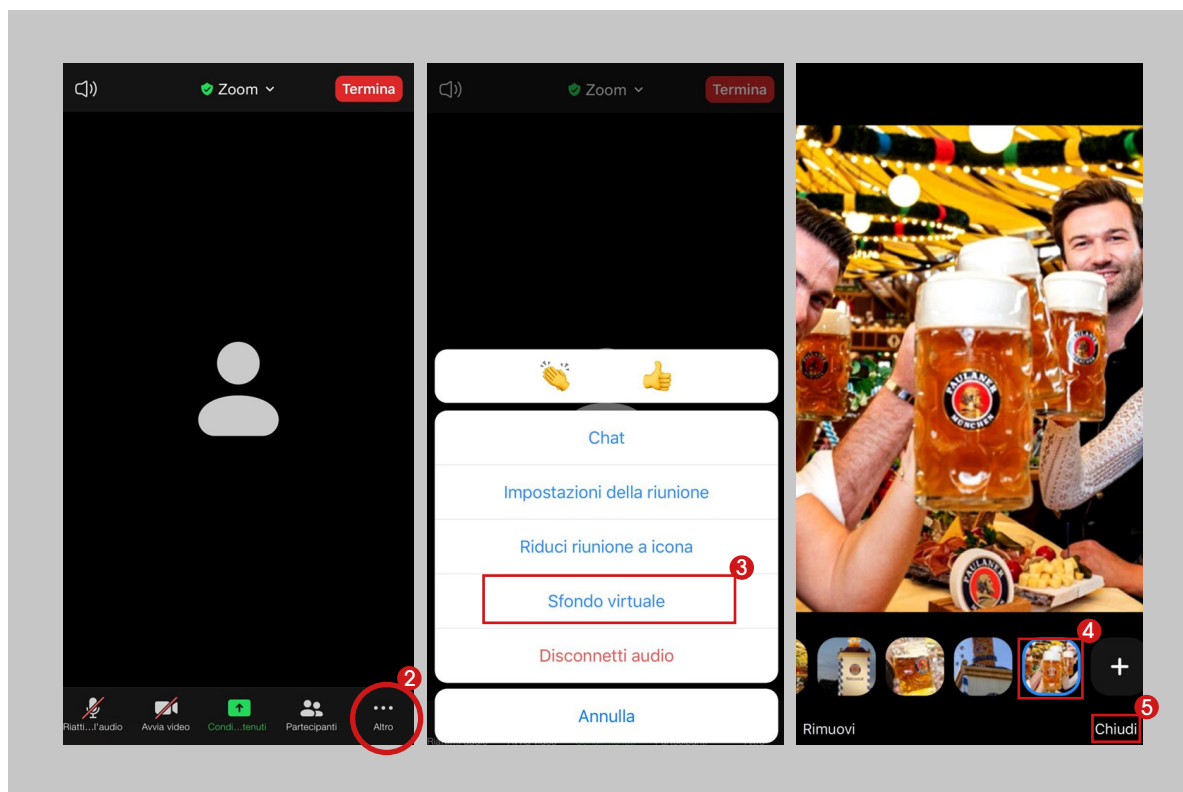 Zoom
Termina
Riatti...l'audio
Avvia video
Condi...tenuti
Partecipanti
Altro
2
Zoom
Termina
Chat
Impostazioni della riunione
Riduci riunione a icona
3
Sfondo virtuale
Disconnetti audio
Annulla
PAULANER
MÜNCHEN
PAULANER
4
+
5
Rimuovi
Chiudi